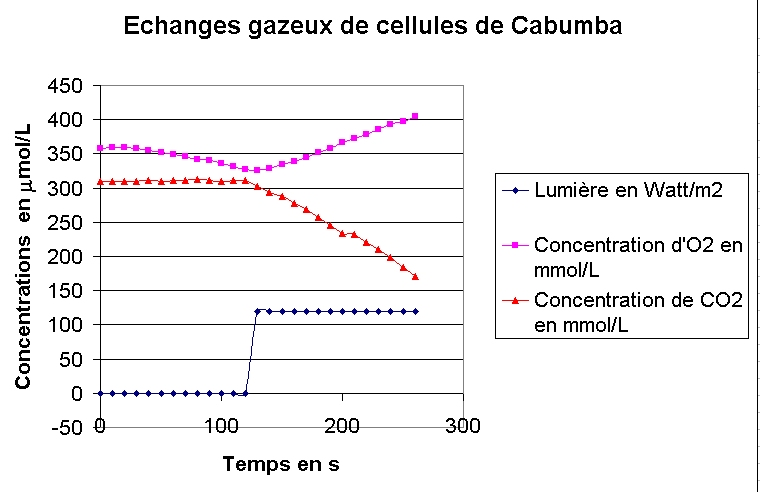 Echanges gazeux de cellules de Cabumba
Concentrations en µmol/L
450
400
350
300
250
200
150
100
50
0
-50
0 100 200 300
Temps en s
Lumière en Watt/m2
Concentration d'O2 en
mmol/L
Concentration de CO2
en mmol/L